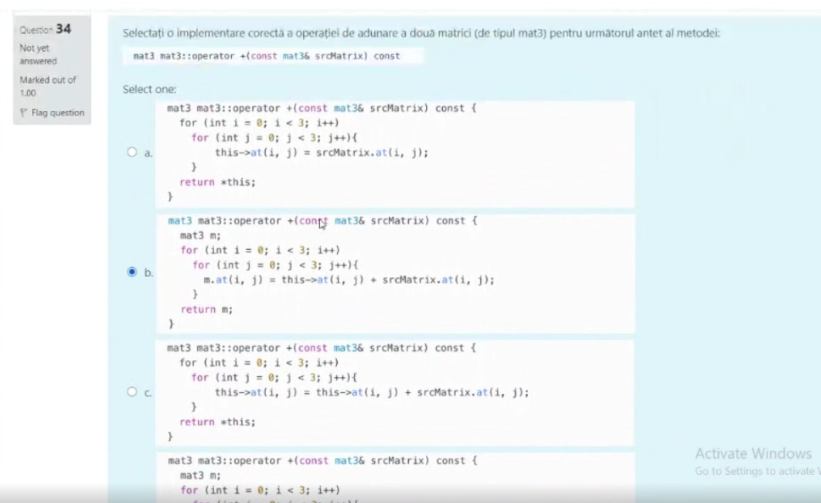 Question 34
Not yet
answered
Marked out of
1.00
Flag question
Selectați o implementare corectă a operației de adunare a două matrici (de tipul mat3) pentru următorul antet al metodei:
mat3 mat3::operator +(const mat3& srcMatrix) const
Select one:
a.
mat3 mat3::operator +(const mat3& srcMatrix) const {
for (int i = 0; i < 3; i++)
for (int j = 0; j < 3; j++){
this->at(i, j) = srcMatrix.at(i, j);
}
return *this;
}
b.
mat3 mat3::operator +(const mat3& srcMatrix) const {
mat3 m;
for (int i = 0; i < 3; i++)
for (int j = 0; j < 3; j++){
m.at(i, j) = this->at(i, j) + srcMatrix.at(i, j);
}
return m;
}
c.
mat3 mat3::operator +(const mat3& srcMatrix) const {
for (int i = 0; i < 3; i++)
for (int j = 0; j < 3; j++){
this->at(i, j) = this->at(i, j) + srcMatrix.at(i, j);
}
return *this;
}
mat3 mat3::operator +(const mat3& srcMatrix) const {
mat3 m;
for (int i = 0; i < 3; i++)
Activate Windows
Go to Settings to activate